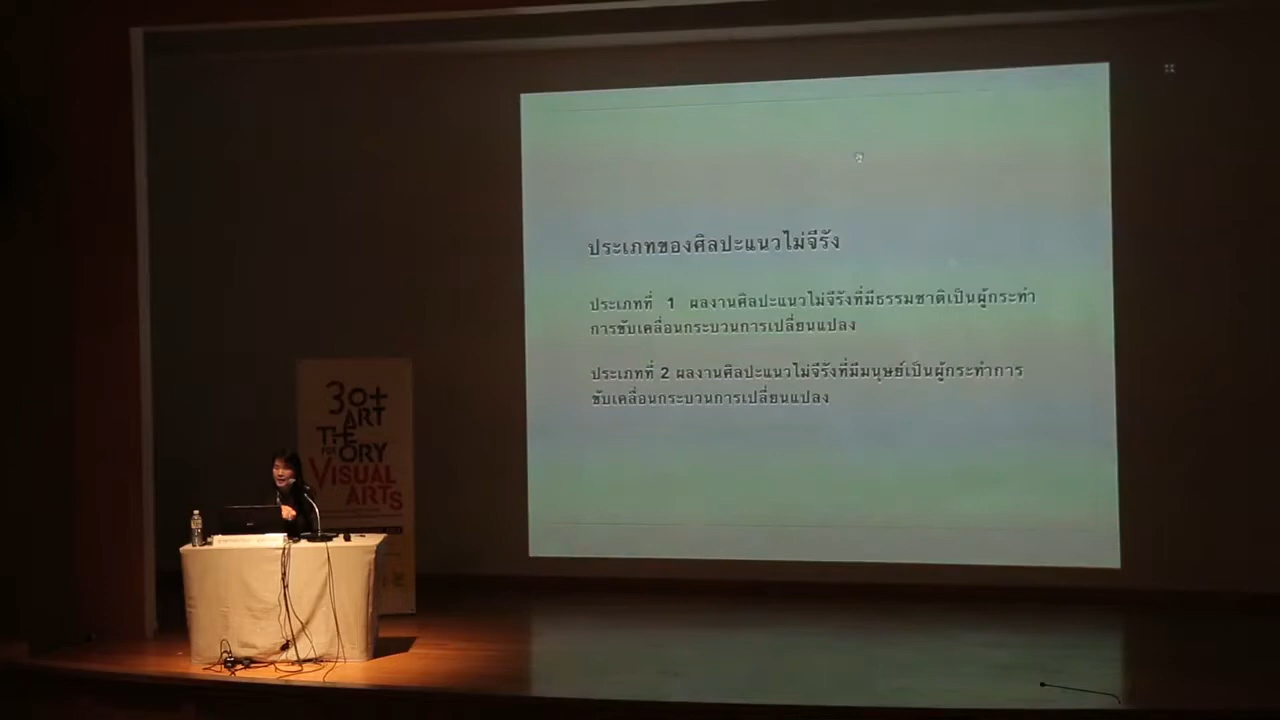 ประเภทของศิลปะแนวไม่จีรัง
ประเภทที่ 1 ผลงานศิลปะแนวไม่จีรังที่มีธรรมชาติเป็นผู้กระทำ
การขับเคลื่อนกระบวนการเปลี่ยนแปลง
ประเภทที่ 2 ผลงานศิลปะแนวไม่จีรังที่มีมนุษย์เป็นผู้กระทำการ
ขับเคลื่อนกระบวนการเปลี่ยนแปลง
30+
ART
THE
FOR ORY
VISUAL
ARTS